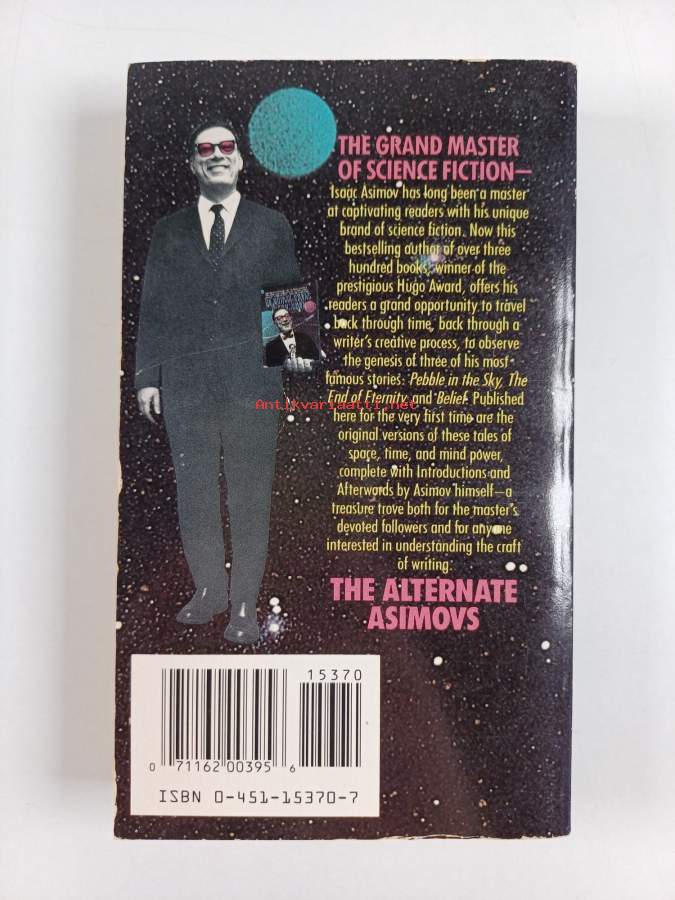 THE GRAND MASTER
OF SCIENCE FICTION—
Isaac Asimov has long been a master
at captivating readers with his unique
brand of science fiction. Now this
bestselling author of over three
hundred books, winner of the
prestigious Hugo Award, offers his
readers a grand opportunity to travel
back through time, back through a
writer's creative process, to observe
the genesis of three of his most
famous stories: Pebble in the Sky, The
End of Eternity, and Belief. Published
Antikvariaatti.net
here for the very first time are the
original versions of these tales of
space, time, and mind power,
complete with Introductions and
Afterwards by Asimov himself—a
treasure trove both for the master's
devoted followers and for anyone
interested in understanding the craft
of writing:
THE ALTERNATE
ASIMOVS
15370
0 71162 00395 6
ISBN 0-451-15370-7